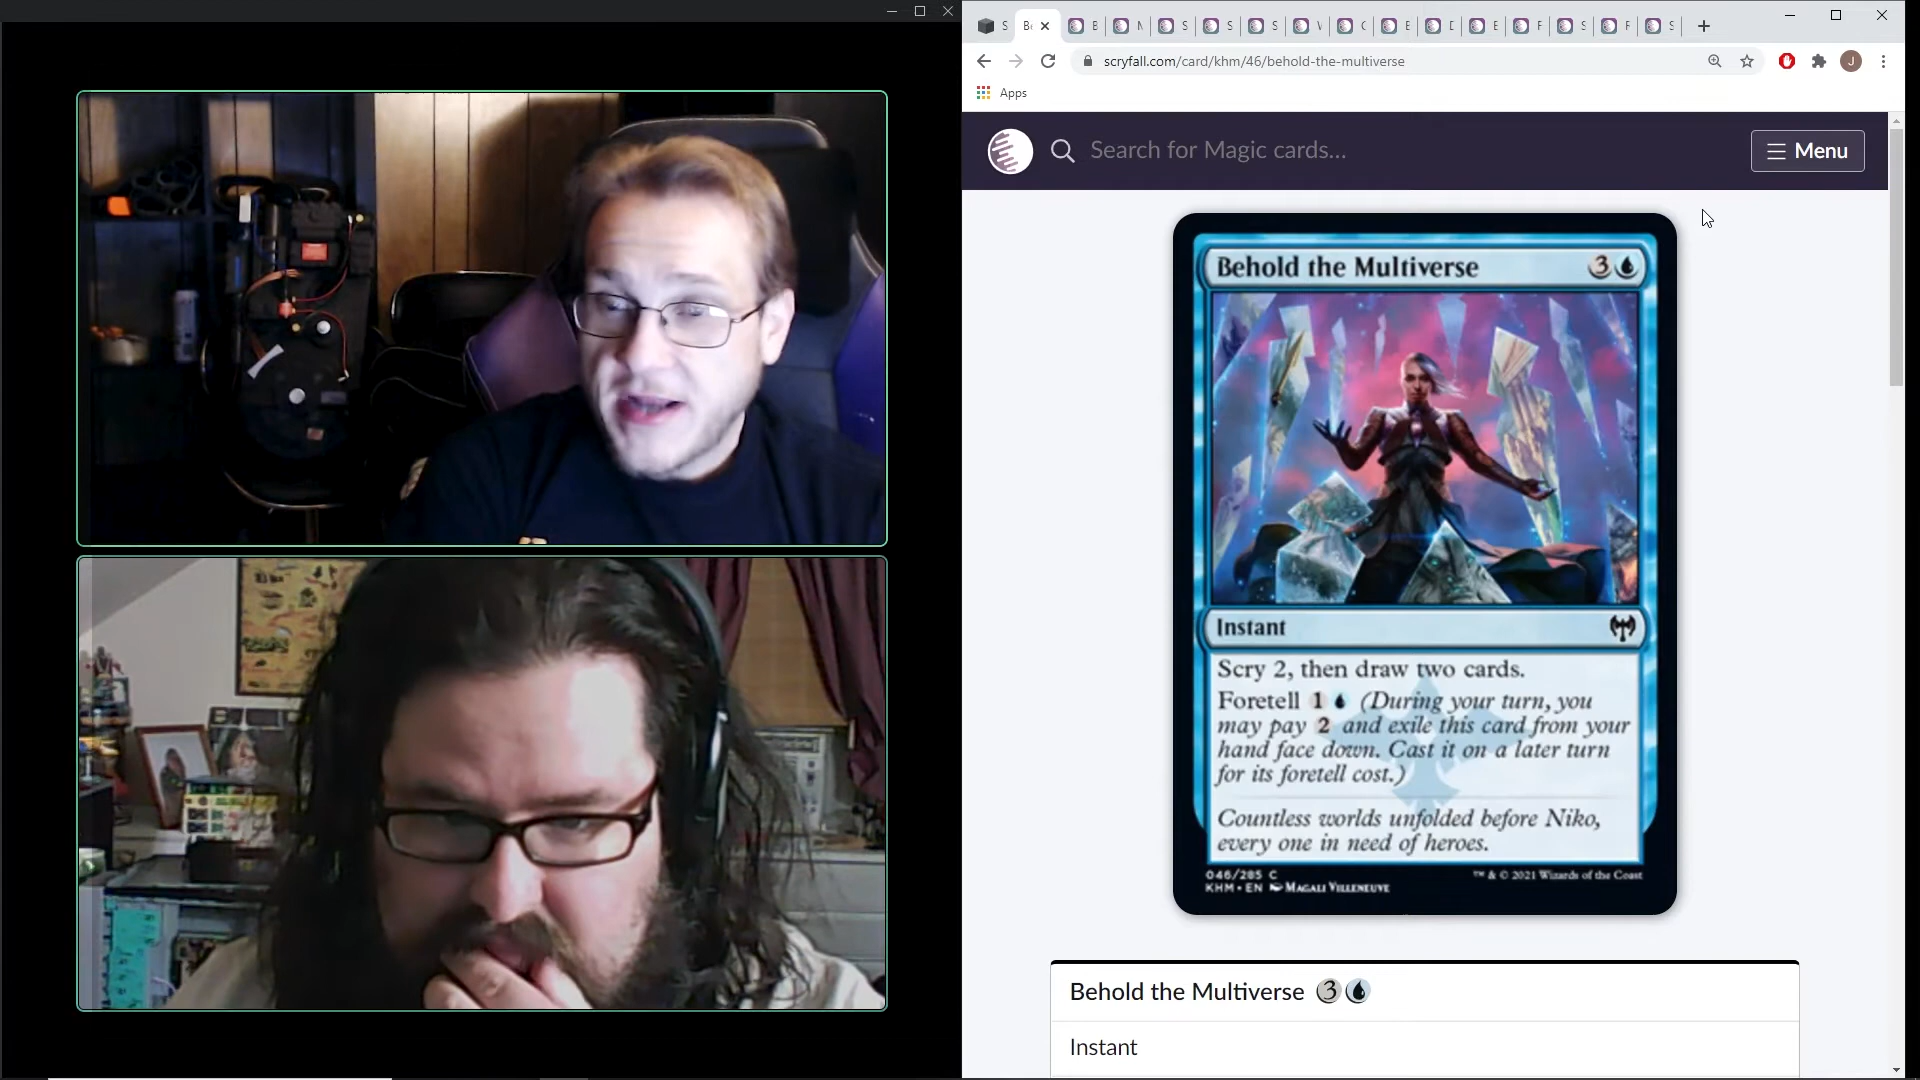 S
B
B
M
S
S
S
V
C
E
D
E
F
S
F
S
scryfall.com/card/khm/46/behold-the-multiverse
J
Apps
Search for Magic cards...
Menu
Behold the Multiverse 3
Instant
Scry 2, then draw two cards.
Foretell 1 (During your turn, you
may pay 2 and exile this card from your
hand face down. Cast it on a later turn
for its foretell cost.)
Countless worlds unfolded before Niko,
every one in need of heroes.
046/285 C
KHM • EN MAGALI VILLENEUVE
™ & © 2021 Wizards of the Coast
Behold the Multiverse 3
Instant